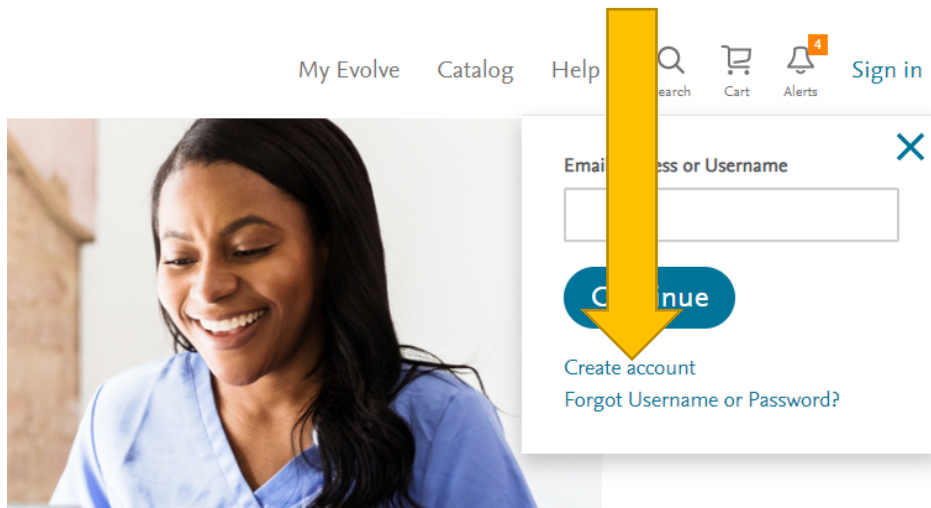 My Evolve Catalog Help earch Cart 4 Alerts Sign in
Emai ess or Username
C inue
Create account
Forgot Username or Password?